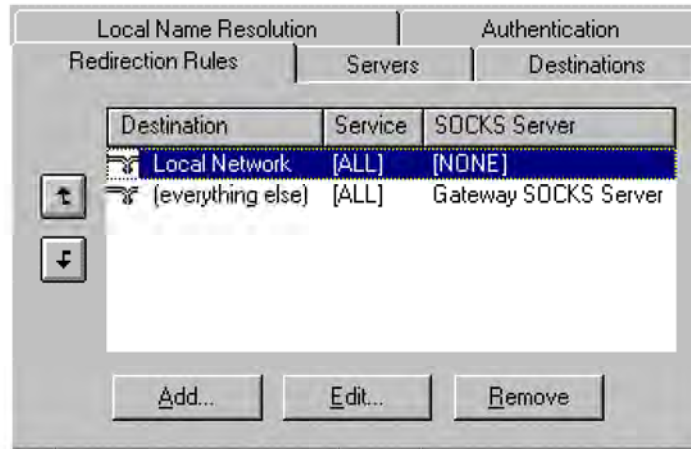 Local Name Resolution Authentication
Redirection Rules Servers Destinations
Destination Service SOCKS Server
Local Network [ALL] [NONE]
(everything else) [ALL] Gateway SOCKS Server
Add... Edit... Remove